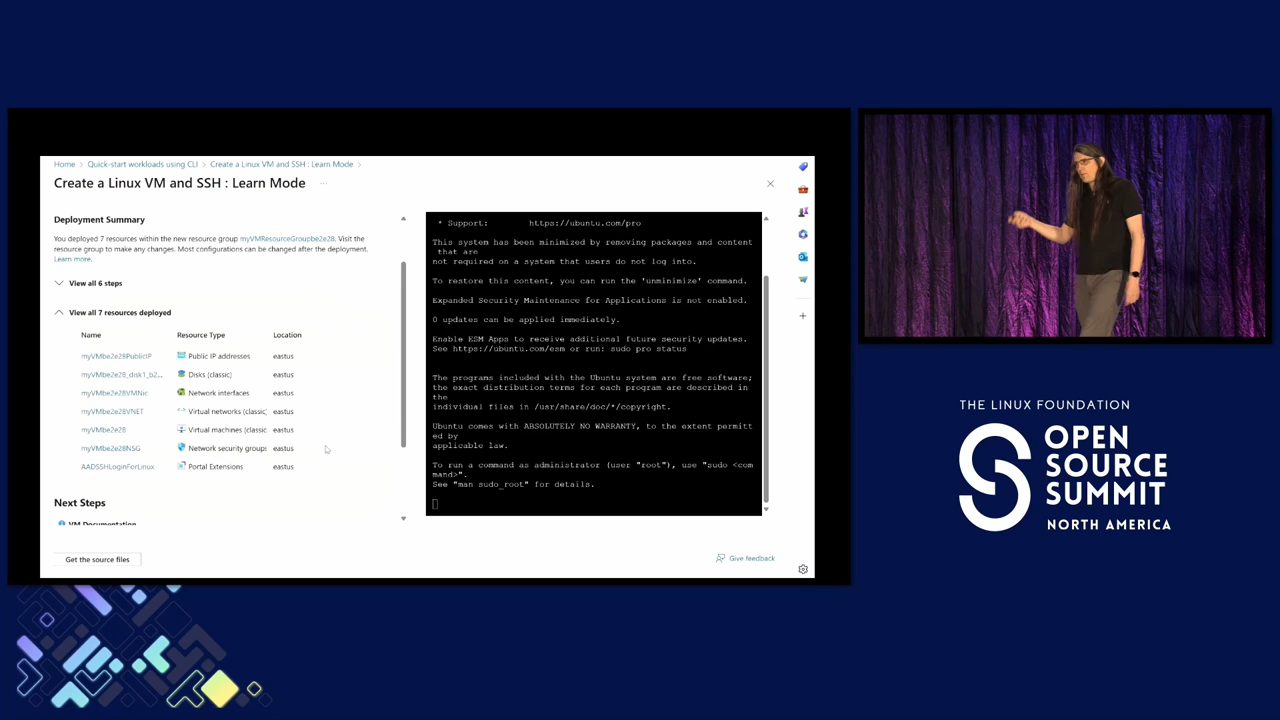 Home > Quick-start workloads using CLI > Create a Linux VM and SSH : Learn Mode >
Create a Linux VM and SSH : Learn Mode ...
Deployment Summary
You deployed 7 resources within the new resource group myVMResourceGroupbe2e28. Visit the
resource group to make any changes. Most configurations can be changed after the deployment.
Learn more.
View all 6 steps
View all 7 resources deployed
Name Resource Type Location
myVMbe2e28PublicIP Public IP addresses eastus
myVMbe2e28_disk1_b2... Disks (classic) eastus
myVMbe2e28VMNic Network interfaces eastus
myVMbe2e28VNET Virtual networks (classic) eastus
myVMbe2e28 Virtual machines (classic eastus
myVMbe2e28NSG Network security groups eastus
AADSSHLoginForLinux Portal Extensions eastus
Next Steps
VM Documentation
Get the source files
* Support: https://ubuntu.com/pro
This system has been minimized by removing packages and content
that are
not required on a system that users do not log into.
To restore this content, you can run the 'unminimize' command.
Expanded Security Maintenance for Applications is not enabled.
0 updates can be applied immediately.
Enable ESM Apps to receive additional future security updates.
See https://ubuntu.com/esm or run: sudo pro status
The programs included with the Ubuntu system are free software;
the exact distribution terms for each program are described in
the
individual files in /usr/share/doc/*/copyright.
Ubuntu comes with ABSOLUTELY NO WARRANTY, to the extent permitt
ed by
applicable law.
To run a command as administrator (user "root"), use "sudo <com
mand>".
See "man sudo_root" for details.
Give feedback
THE LINUX FOUNDATION
OPEN
SOURCE
SUMMIT
NORTH AMERICA